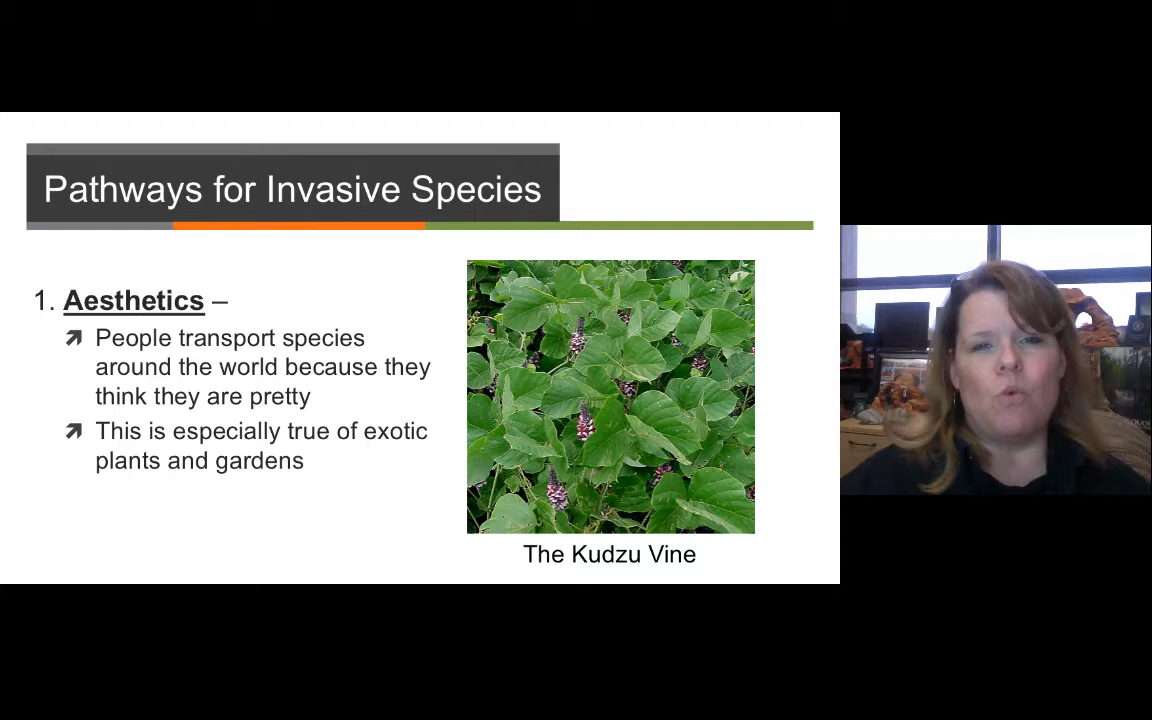 Pathways for Invasive Species
1. Aesthetics –
People transport species
around the world because they
think they are pretty
This is especially true of exotic
plants and gardens
The Kudzu Vine